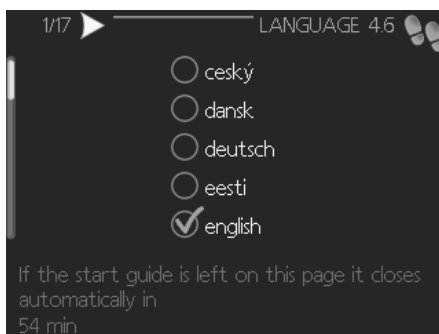 1/17 LANGUAGE 4.6
ceský
dansk
deutsch
eesti
english
If the start guide is left on this page it closes
automatically in
54 min